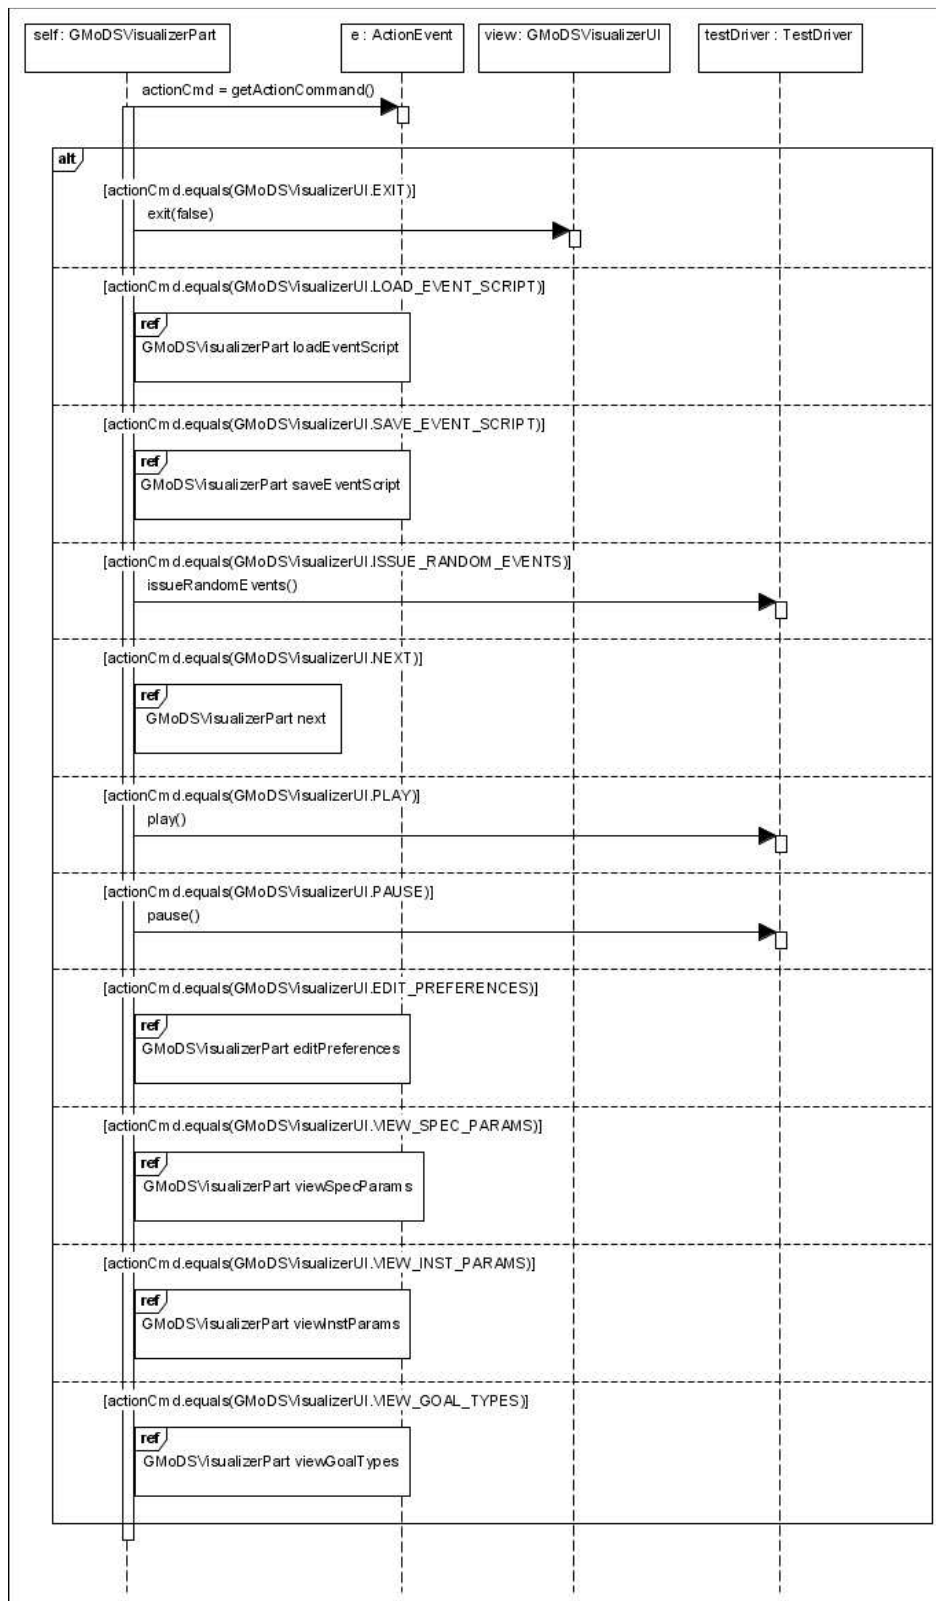 self : GMoDSVisualizerPart
e : ActionEvent
view : GMoDSVisualizerUI
testDriver : TestDriver
actionCmd = getActionCommand()
alt
[actionCmd.equals(GMoDSVisualizerUI.EXIT)]
exit(false)
[actionCmd.equals(GMoDSVisualizerUI.LOAD_EVENT_SCRIPT)]
ref
GMoDSVisualizerPart loadEventScript
[actionCmd.equals(GMoDSVisualizerUI.SAVE_EVENT_SCRIPT)]
ref
GMoDSVisualizerPart saveEventScript
[actionCmd.equals(GMoDSVisualizerUI.ISSUE_RANDOM_EVENTS)]
issueRandomEvents()
[actionCmd.equals(GMoDSVisualizerUI.NEXT)]
ref
GMoDSVisualizerPart next
[actionCmd.equals(GMoDSVisualizerUI.PLAY)]
play()
[actionCmd.equals(GMoDSVisualizerUI.PAUSE)]
pause()
[actionCmd.equals(GMoDSVisualizerUI.EDIT_PREFERENCES)]
ref
GMoDSVisualizerPart editPreferences
[actionCmd.equals(GMoDSVisualizerUI.VIEW_SPEC_PARAMS)]
ref
GMoDSVisualizerPart viewSpecParams
[actionCmd.equals(GMoDSVisualizerUI.VIEW_INST_PARAMS)]
ref
GMoDSVisualizerPart viewInstParams
[actionCmd.equals(GMoDSVisualizerUI.VIEW_GOAL_TYPES)]
ref
GMoDSVisualizerPart viewGoalTypes